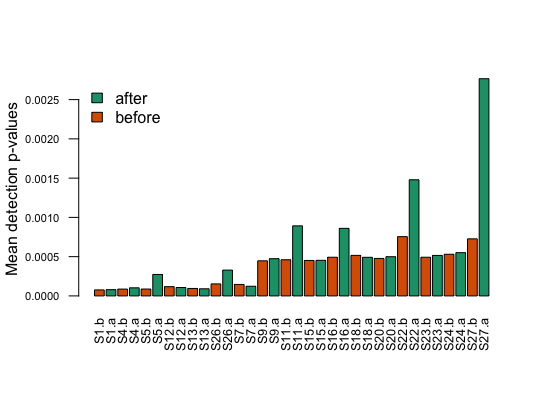 Mean detection p-values
0.0025
0.0020
0.0015
0.0010
0.0005
0.0000
after
before
S1.b
S1.a
S4.b
S4.a
S5.b
S5.a
S12.b
S12.a
S13.b
S13.a
S26.b
S26.a
S7.b
S7.a
S9.b
S9.a
S11.b
S11.a
S15.b
S15.a
S16.b
S16.a
S18.b
S18.a
S20.b
S20.a
S22.b
S22.a
S23.b
S23.a
S24.b
S24.a
S27.b
S27.a